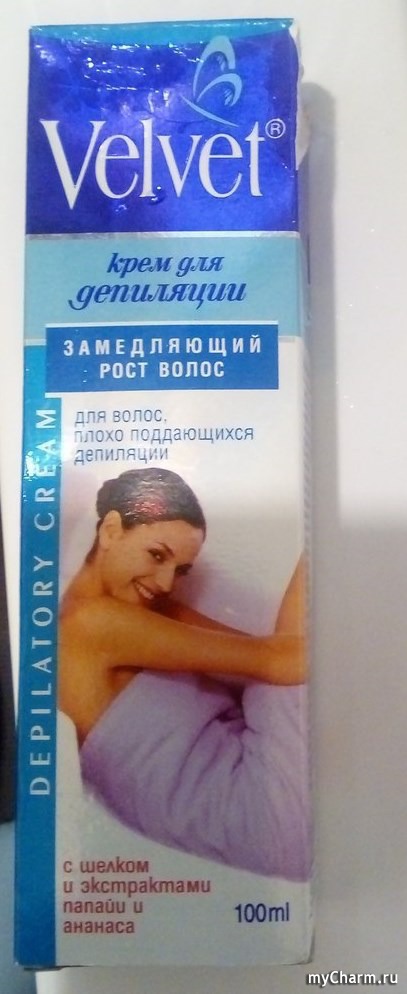 Velvet®
крем для
депиляции
ЗАМЕДЛЯЮЩИЙ
РОСТ ВОЛОС
для волос,
плохо поддающихся
депиляции
DEPILATORY CREAM
с шелком
и экстрактами
папайи и
ананаса
100ml
myCharm.ru